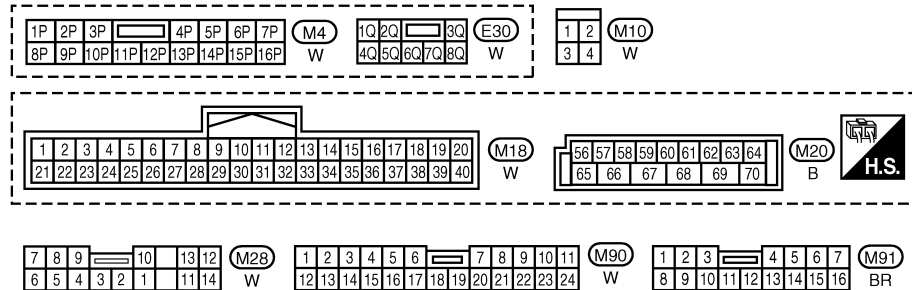 1P 2P 3P 4P 5P 6P 7P M4
8P 9P 10P 11P 12P 13P 14P 15P 16P W
1Q 2Q 3Q E30
4Q 5Q 6Q 7Q 8Q W
1 2 M10
3 4 W
1 2 3 4 5 6 7 8 9 10 11 12 13 14 15 16 17 18 19 20 M18
21 22 23 24 25 26 27 28 29 30 31 32 33 34 35 36 37 38 39 40 W
56 57 58 59 60 61 62 63 64 M20
65 66 67 68 69 70 B
H.S.
7 8 9 10 13 12 M28
6 5 4 3 2 1 11 14 W
1 2 3 4 5 6 7 8 9 10 11 M90
12 13 14 15 16 17 18 19 20 21 22 23 24 W
1 2 3 4 5 6 7 M91
8 9 10 11 12 13 14 15 16 BR